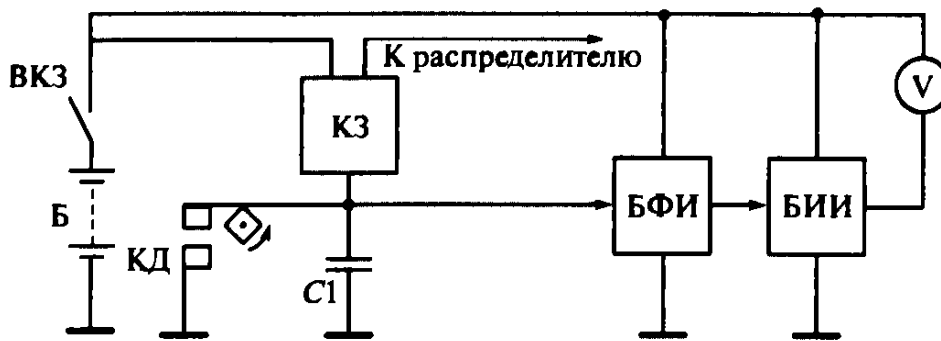 К распределителю
ВКЗ
V
КЗ
Б
БФИ
БИИ
КД
C1